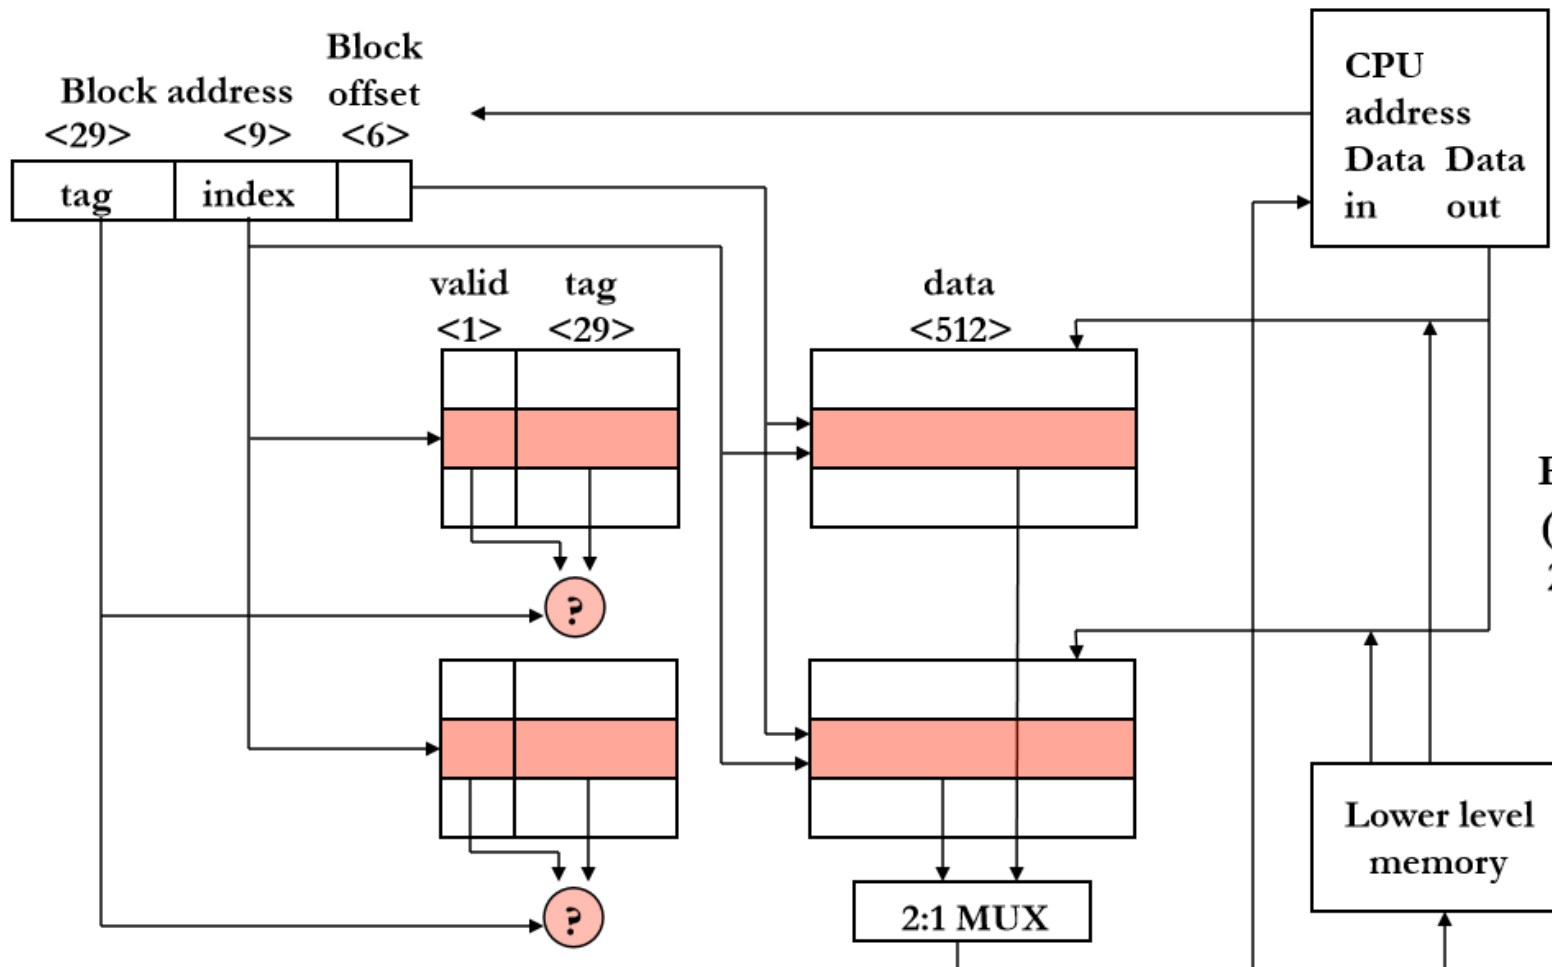 Block
Block address offset
<29> <9> <6>
tag index
CPU
address
Data Data
in out
valid tag
<1> <29>
data
<512>
?
?
2:1 MUX
Lower level
memory